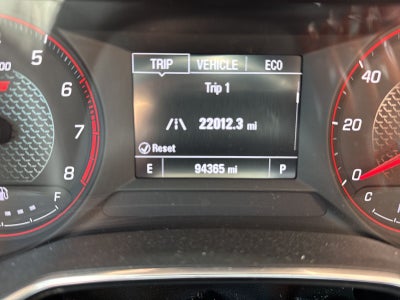 TRIP VEHICLE ECO
Trip 1
22012.3 mi
Reset
E 94365 mi P
5 6 7 8
F
40
20
0
C